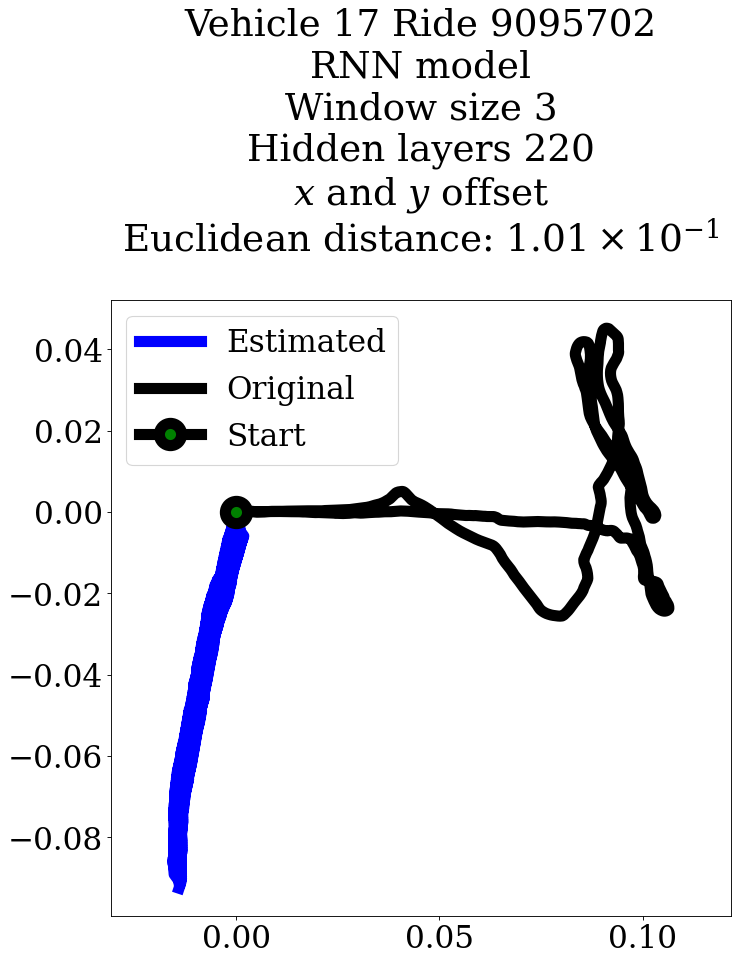 Vehicle 17 Ride 9095702
RNN model
Window size 3
Hidden layers 220
x and y offset
Euclidean distance: 1.01 × 10⁻¹
Estimated
Original
Start
0.04
0.02
0.00
−0.02
−0.04
−0.06
−0.08
0.00 0.05 0.10